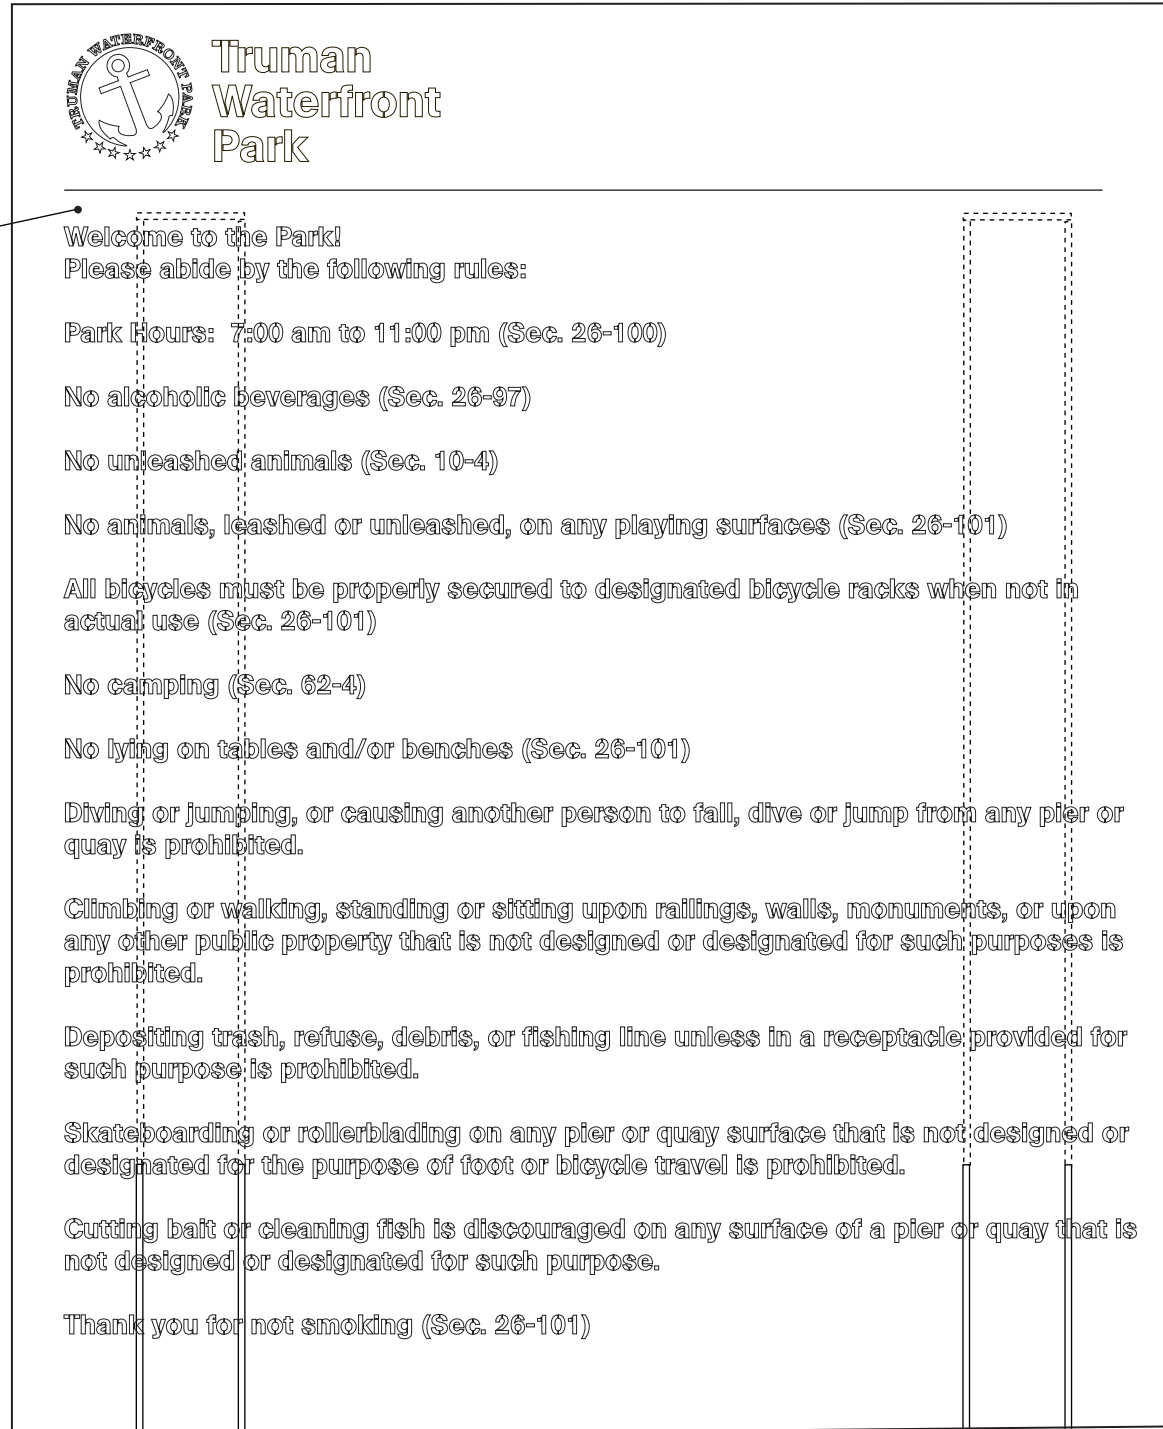 TRUMAN WATERFRONT PARK
Truman
Waterfront
Park
Welcome to the Park!
Please abide by the following rules:
Park Hours:  7:00 am to 11:00 pm (Sec. 26-100)
No alcoholic beverages (Sec. 26-97)
No unleashed animals (Sec. 10-4)
No animals, leashed or unleashed, on any playing surfaces (Sec. 26-101)
All bicycles must be properly secured to designated bicycle racks when not in
actual use (Sec. 26-101)
No camping (Sec. 62-4)
No lying on tables and/or benches (Sec. 26-101)
Diving or jumping, or causing another person to fall, dive or jump from any pier or
quay is prohibited.
Climbing or walking, standing or sitting upon railings, walls, monuments, or upon
any other public property that is not designed or designated for such purposes is
prohibited.
Depositing trash, refuse, debris, or fishing line unless in a receptacle provided for
such purpose is prohibited.
Skateboarding or rollerblading on any pier or quay surface that is not designed or
designated for the purpose of foot or bicycle travel is prohibited.
Cutting bait or cleaning fish is discouraged on any surface of a pier or quay that is
not designed or designated for such purpose.
Thank you for not smoking (Sec. 26-101)